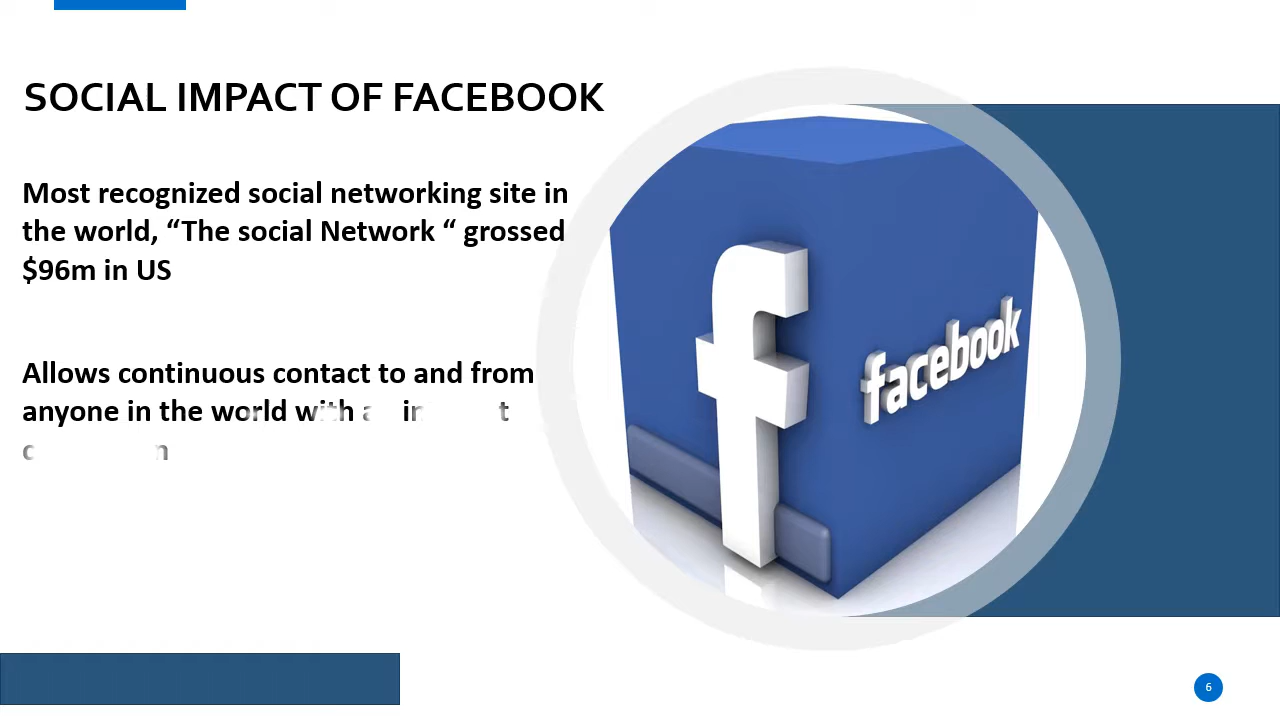 SOCIAL IMPACT OF FACEBOOK
Most recognized social networking site in
the world, “The social Network “ grossed
$96m in US
Allows continuous contact to and from
anyone in the world with
f
facebook
6